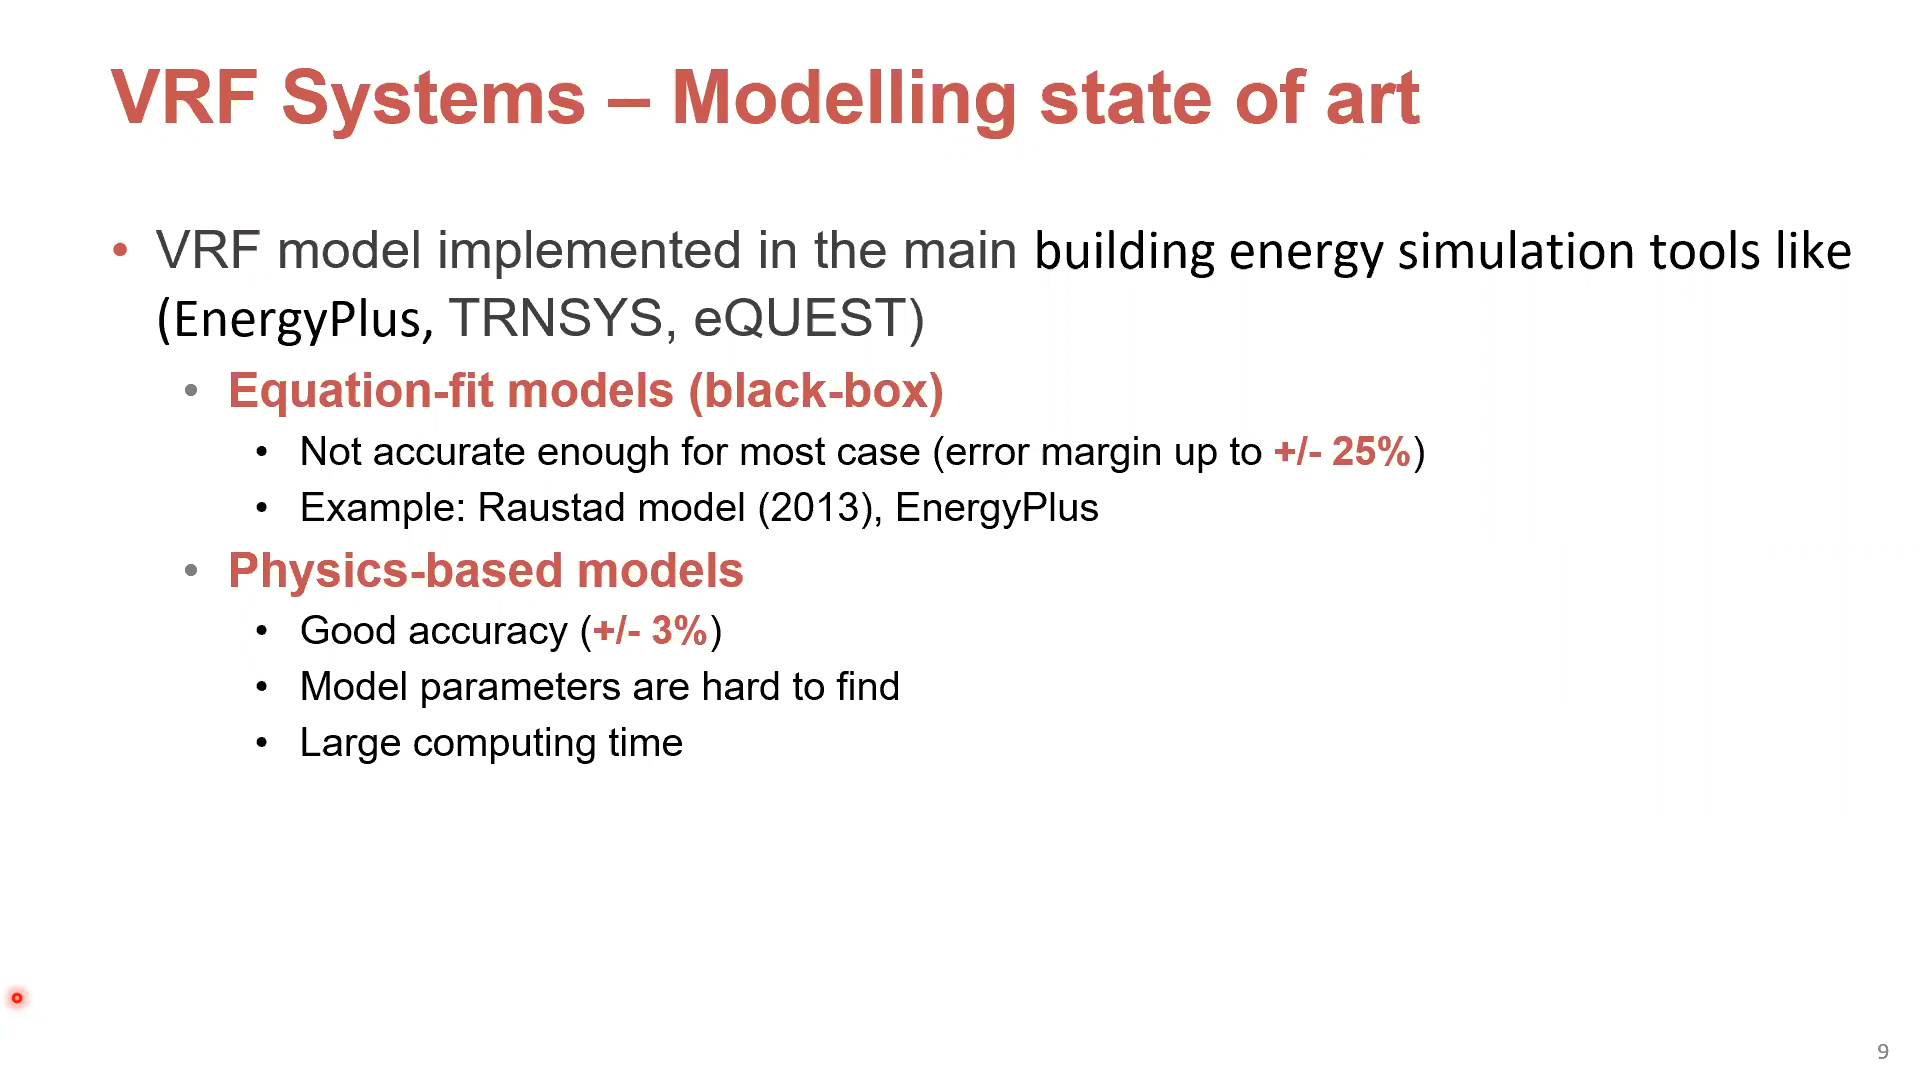 VRF Systems – Modelling state of art
• VRF model implemented in the main building energy simulation tools like
(EnergyPlus, TRNSYS, eQUEST)
• Equation-fit models (black-box)
• Not accurate enough for most case (error margin up to +/- 25%)
• Example: Raustad model (2013), EnergyPlus
• Physics-based models
• Good accuracy (+/- 3%)
• Model parameters are hard to find
• Large computing time
9